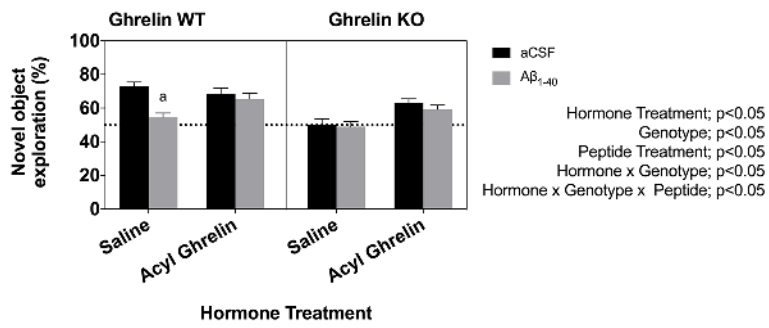 Ghrelin WT
Ghrelin KO
Novel object
exploration (%)
100
80
60
40
20
0
a
Saline
Acyl Ghrelin
Saline
Acyl Ghrelin
Hormone Treatment
aCSF
Aβ1-40
Hormone Treatment; p<0.05
Genotype; p<0.05
Peptide Treatment; p<0.05
Hormone x Genotype; p<0.05
Hormone x Genotype x Peptide; p<0.05